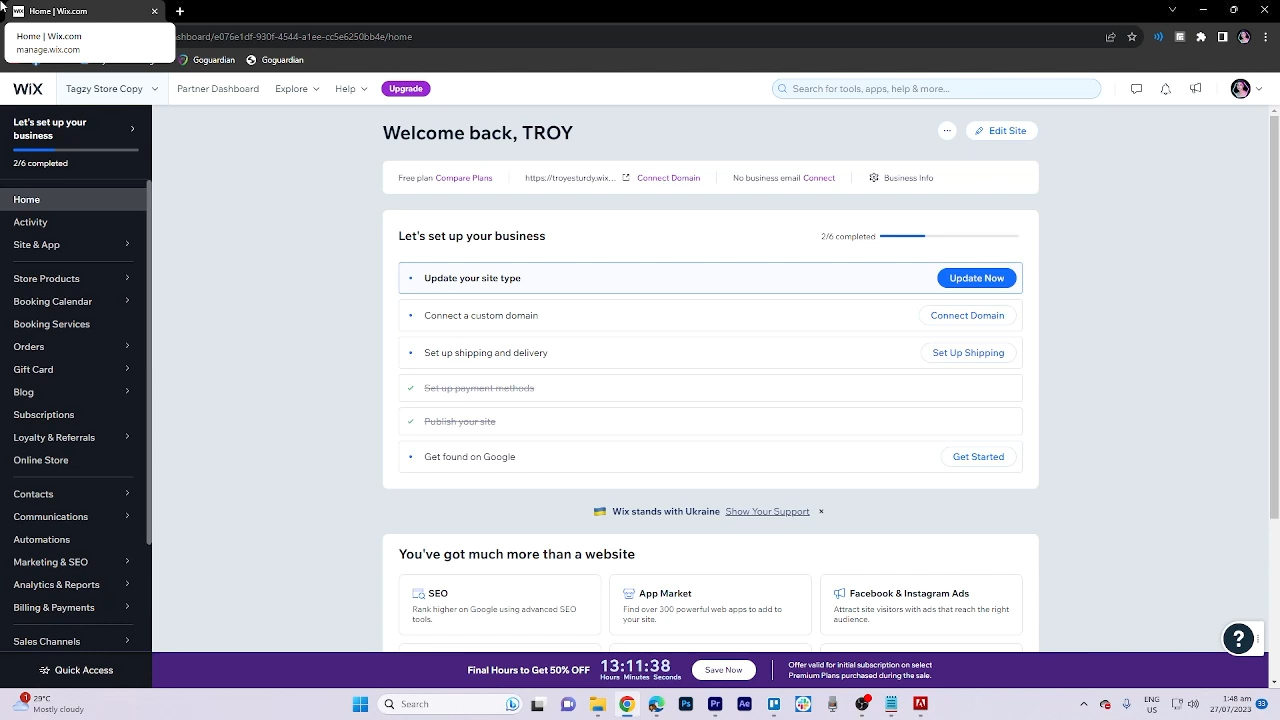 Home | Wix.com
Home | Wix.com
manage.wix.com
shboard/e076e1df-930f-4544-a1ee-cc5e6250bb4e/home
Goguardian
Goguardian
WiX
Tagzy Store Copy
Partner Dashboard
Explore
Help
Upgrade
Search for tools, apps, help & more...
Let's set up your
business
2/6 completed
Home
Activity
Site & App
Store Products
Booking Calendar
Booking Services
Orders
Gift Card
Blog
Subscriptions
Loyalty & Referrals
Online Store
Contacts
Communications
Automations
Marketing & SEO
Analytics & Reports
Billing & Payments
Sales Channels
Quick Access
Welcome back, TROY
Edit Site
Free plan Compare Plans
https://troyesturdy.wix...
Connect Domain
No business email Connect
Business Info
Let's set up your business
2/6 completed
Update your site type
Update Now
Connect a custom domain
Connect Domain
Set up shipping and delivery
Set Up Shipping
Set up payment methods
Publish your site
Get found on Google
Get Started
Wix stands with Ukraine Show Your Support ×
You've got much more than a website
SEO
Rank higher on Google using advanced SEO
tools.
App Market
Find over 300 powerful web apps to add to
your site.
Facebook & Instagram Ads
Attract site visitors with ads that reach the right
audience.
?
Final Hours to Get 50% OFF
13:11:38
Hours Minutes Seconds
Save Now
Offer valid for initial subscription on select
Premium Plans purchased during the sale.
1
29°C
Mostly cloudy
Search
Ps
Pr
Ae
ENG
US
1:48 am
27/07/2023
33